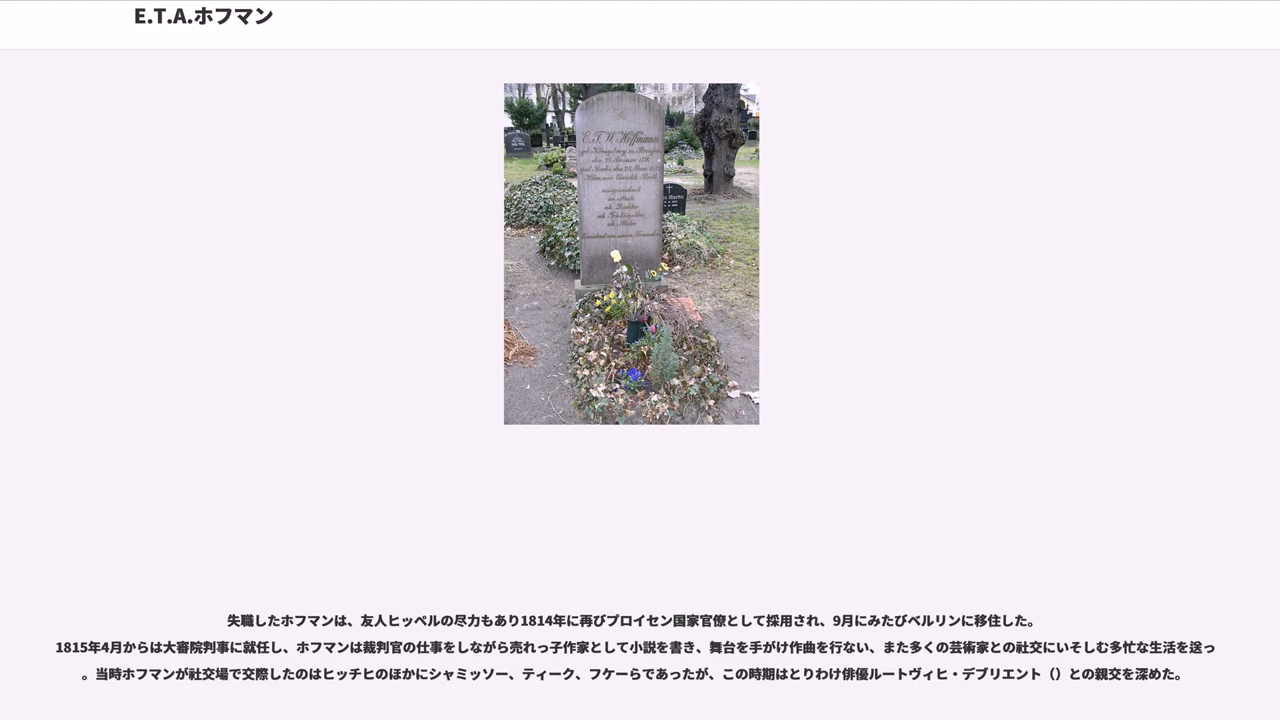 E.T.A.ホフマン
E. T. W. Hoffmann
失職したホフマンは、友人ヒッペルの尽力もあり1814年に再びプロイセン国家官僚として採用され、9月にみたびベルリンに移住した。
1815年4月からは大審院判事に就任し、ホフマンは裁判官の仕事をしながら売れっ子作家として小説を書き、舞台を手がけ作曲を行ない、また多くの芸術家との社交にいそしむ多忙な生活を送っ
。当時ホフマンが社交場で交際したのはヒッチヒのほかにシャミッソー、ティーク、フケーらであったが、この時期はとりわけ俳優ルートヴィヒ・デブリエント（）との親交を深めた。